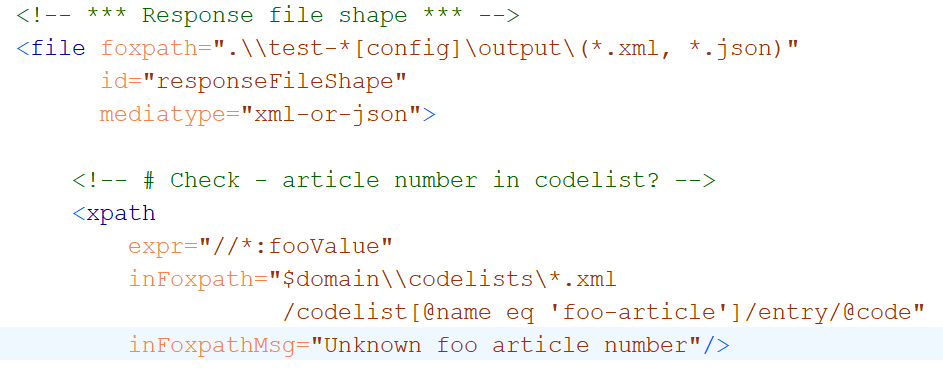 <!-- *** Response file shape *** -->
<file foxpath=".\\test-*[config]\output\(*.xml, *.json)"
id="responseFileShape"
mediatype="xml-or-json">
<!-- # Check - article number in codelist? -->
<xpath
expr="//*:fooValue"
inFoxpath="$domain\\codelists\*.xml
/codelist[@name eq 'foo-article']/entry/@code"
inFoxpathMsg="Unknown foo article number"/>